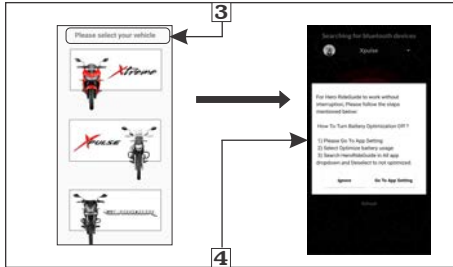 3
Please select your vehicle
Xtreme
XPULSE
Searching for bluetooth devices
Xpulse
For Hero RideGuide to work without
interruption, Please follow the steps
mentioned below:
How To Turn Battery Optimization Off ?
1) Please Go To App Setting
2) Select Optimize battery usage
3) Search HeroRideGuide in All app
dropdown and Deselect to not optimized
Ignore Go To App Setting
4